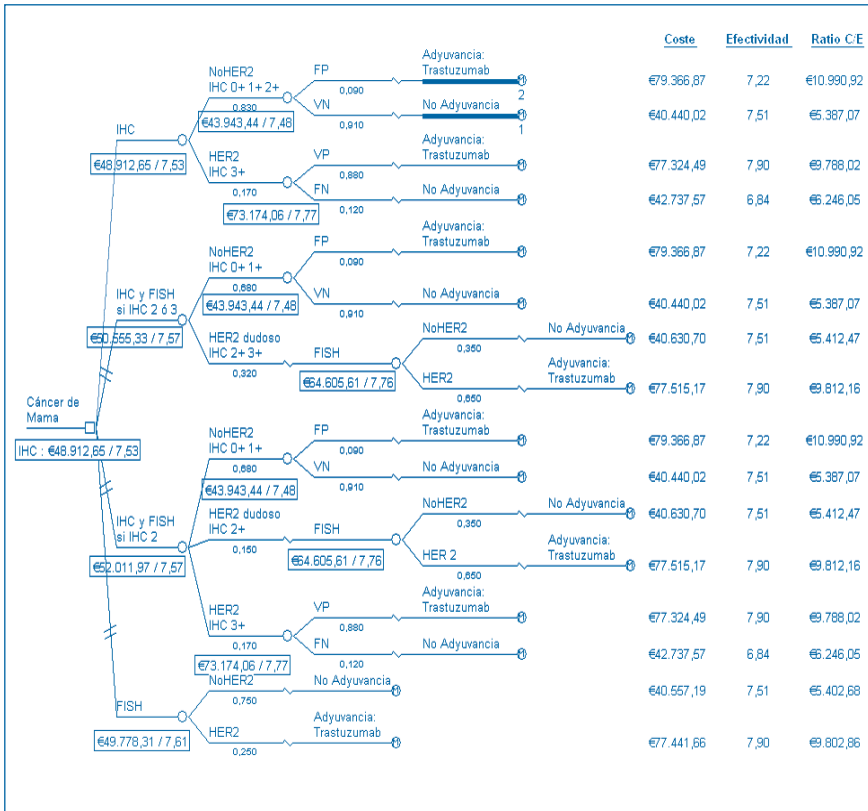 Coste Efectividad Ratio C/E
Adyuvancia:
NoHER2 FP Trastuzumab
IHC 0+ 1+ 2+ 0,090 2 €79.366,87 7,22 €10.990,92
0,830 VN No Adyuvancia
€43.943,44 / 7,48 0,910 1 €40.440,02 7,51 €5.387,07
IHC
€48.912,65 / 7,53
Adyuvancia:
HER2 VP Trastuzumab
IHC 3+ 0,880 €77.324,49 7,90 €9.788,02
0,170 FN No Adyuvancia
€73.174,06 / 7,77 0,120 €42.737,57 6,84 €6.246,05
Adyuvancia:
NoHER2 FP Trastuzumab
IHC 0+ 1+ 0,090 €79.366,87 7,22 €10.990,92
0,680 VN No Adyuvancia
€43.943,44 / 7,48 0,910 €40.440,02 7,51 €5.387,07
IHC y FISH
si IHC 2 ó 3
€50.555,33 / 7,57
NoHER2 No Adyuvancia
HER2 dudoso
IHC 2+ 3+ FISH 0,350 €40.630,70 7,51 €5.412,47
0,320 €64.605,61 / 7,76
HER2 Adyuvancia:
Trastuzumab
0,650 €77.515,17 7,90 €9.812,16
Cáncer de
Mama
IHC : €48.912,65 / 7,53
Adyuvancia:
NoHER2 FP Trastuzumab
IHC 0+ 1+ 0,090 €79.366,87 7,22 €10.990,92
0,680 VN No Adyuvancia
€43.943,44 / 7,48 0,910 €40.440,02 7,51 €5.387,07
IHC y FISH
si IHC 2
€52.011,97 / 7,57
NoHER2 No Adyuvancia
HER2 dudoso
IHC 2+ FISH 0,350 €40.630,70 7,51 €5.412,47
0,150 €64.605,61 / 7,76
HER 2 Adyuvancia:
Trastuzumab
0,650 €77.515,17 7,90 €9.812,16
Adyuvancia:
HER2 VP Trastuzumab
IHC 3+ 0,880 €77.324,49 7,90 €9.788,02
0,170 FN No Adyuvancia
€73.174,06 / 7,77 0,120 €42.737,57 6,84 €6.246,05
NoHER2 No Adyuvancia
0,750 €40.557,19 7,51 €5.402,68
FISH
€49.778,31 / 7,61
HER2 Adyuvancia:
Trastuzumab
0,250 €77.441,66 7,90 €9.802,86